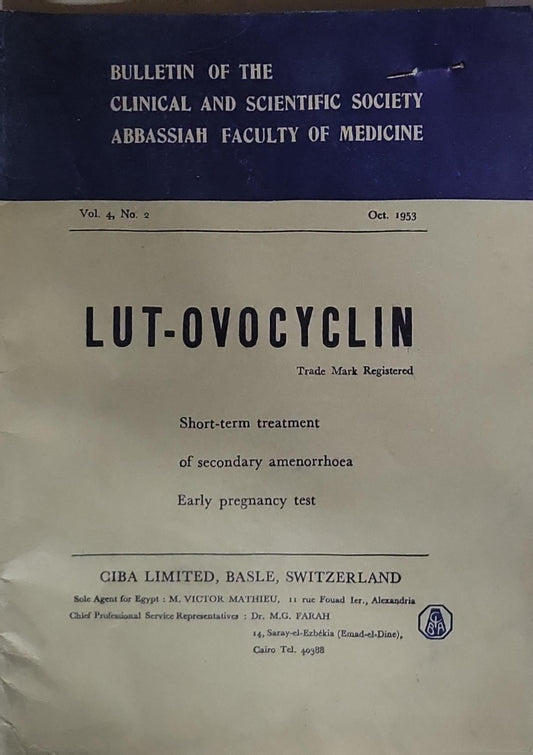 BULLETIN OF THE
CLINICAL AND SCIENTIFIC SOCIETY
ABBASSIAH FACULTY OF MEDICINE
Vol. 4, No. 2 Oct. 1953
LUT-OVOCYCLIN
Trade Mark Registered
Short-term treatment
of secondary amenorrhoea
Early pregnancy test
CIBA LIMITED, BASLE, SWITZERLAND
Sole Agent for Egypt : M. VICTOR MATHIEU, 11 rue Fouad Ier., Alexandria
Chief Professional Service Representatives : Dr. M.G. FARAH
14, Saray-el-Ezbékia (Emad-el-Dine),
Cairo Tel. 40388
CIBA